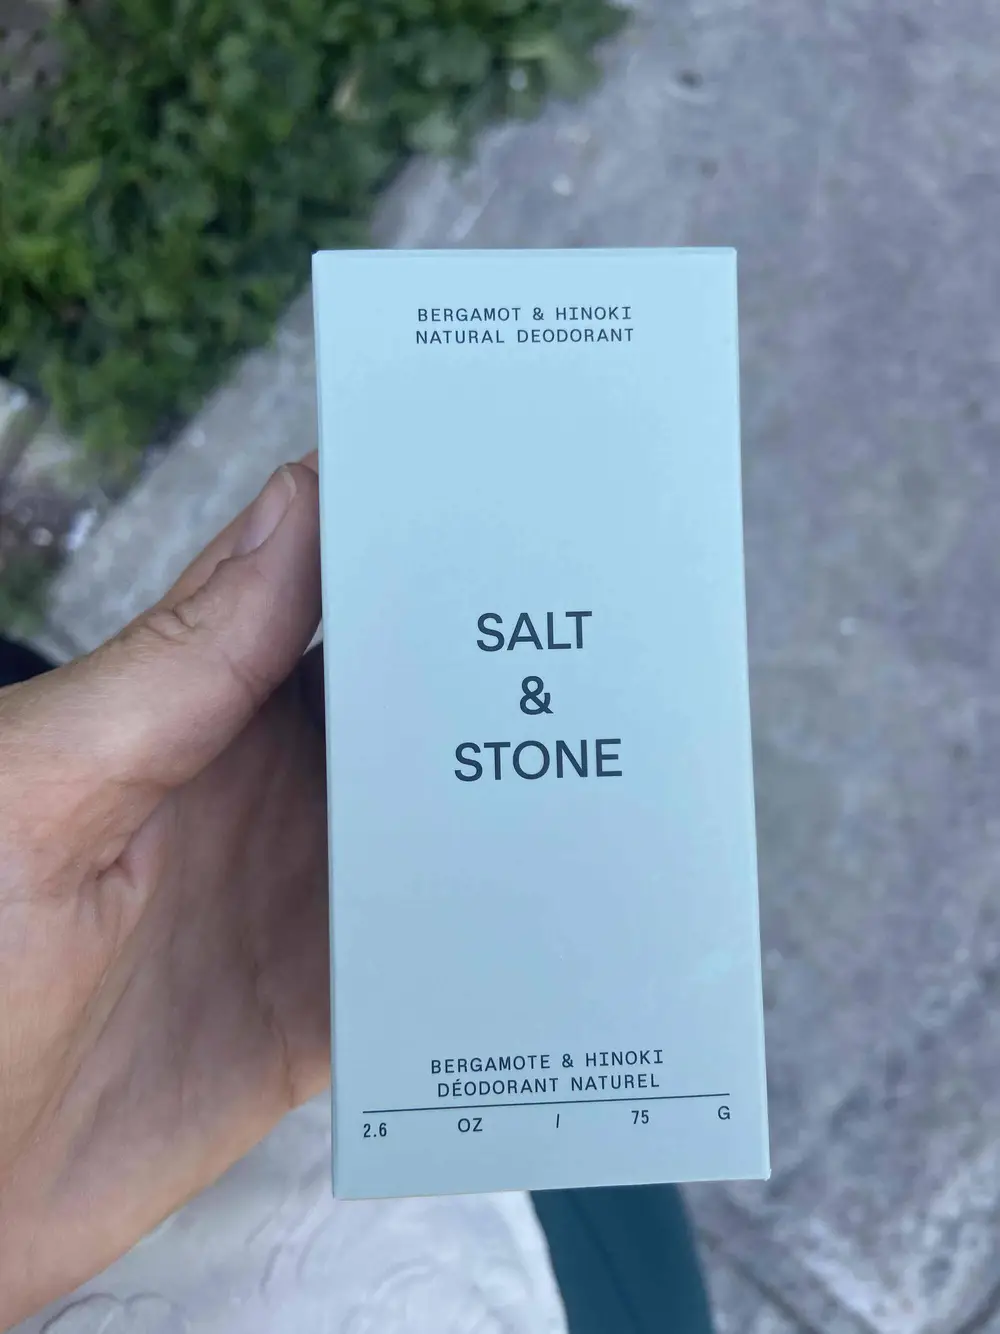 BERGAMOT & HINOKI
NATURAL DEODORANT
SALT
&
STONE
BERGAMOTE & HINOKI
DÉODORANT NATUREL
2.6 OZ / 75 G